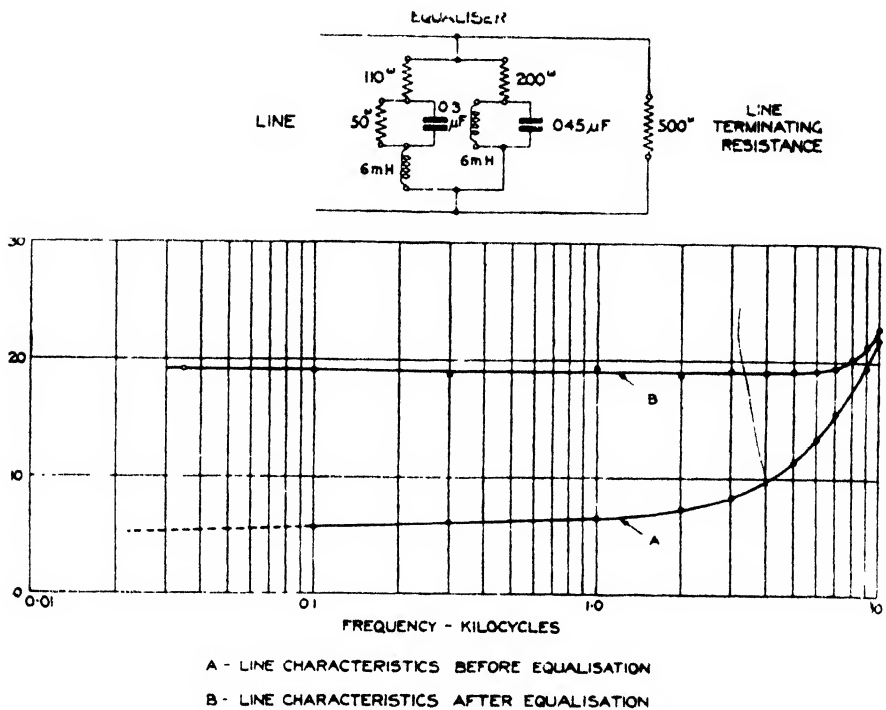 EQUALISER
110ω
200ω
50ω
0.3 μF
.045μF
500ω
LINE
LINE TERMINATING RESISTANCE
6mH
6mH
30
20
10
0
0.01
0.1
1.0
10
B
A
FREQUENCY - KILOCYCLES
A - LINE CHARACTERISTICS BEFORE EQUALISATION
B - LINE CHARACTERISTICS AFTER EQUALISATION